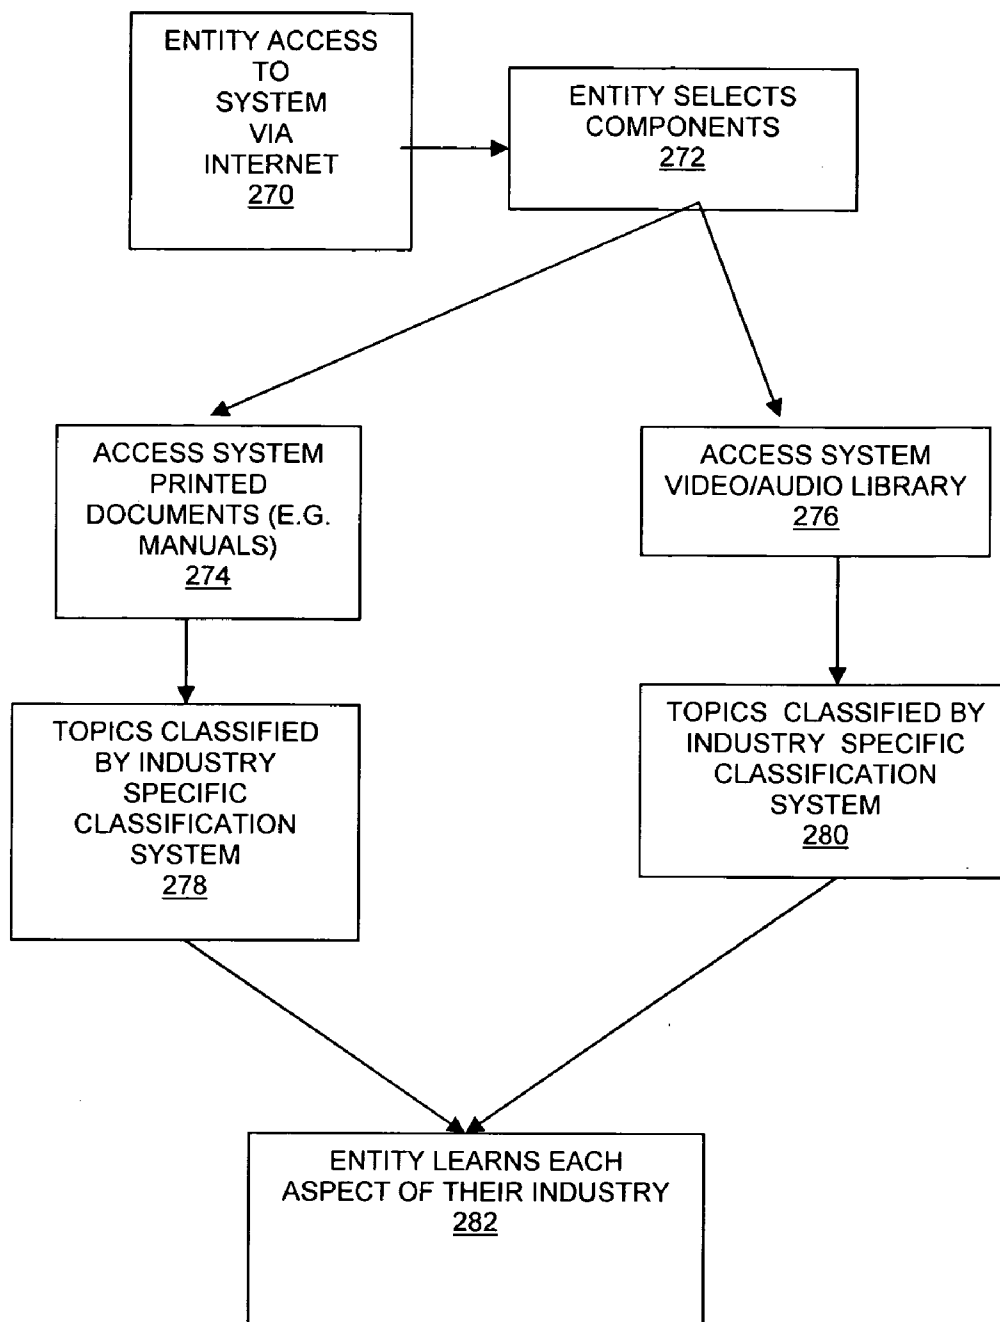 ENTITY ACCESS
TO
SYSTEM
VIA
INTERNET
270
ENTITY SELECTS
COMPONENTS
272
ACCESS SYSTEM
PRINTED
DOCUMENTS (E.G.
MANUALS)
274
ACCESS SYSTEM
VIDEO/AUDIO LIBRARY
276
TOPICS CLASSIFIED
BY INDUSTRY
SPECIFIC
CLASSIFICATION
SYSTEM
278
TOPICS CLASSIFIED BY
INDUSTRY SPECIFIC
CLASSIFICATION
SYSTEM
280
ENTITY LEARNS EACH
ASPECT OF THEIR INDUSTRY
282